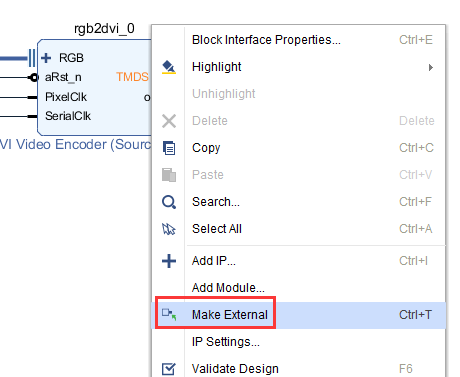 rgb2dvi_0
RGB
aRst_n
TMDS
PixelClk
o
SerialClk
VI Video Encoder (Sourc
Block Interface Properties... Ctrl+E
Highlight
Unhighlight
Delete Delete
Copy Ctrl+C
Paste Ctrl+V
Search... Ctrl+F
Select All Ctrl+A
Add IP... Ctrl+I
Add Module...
Make External Ctrl+T
IP Settings...
Validate Design F6